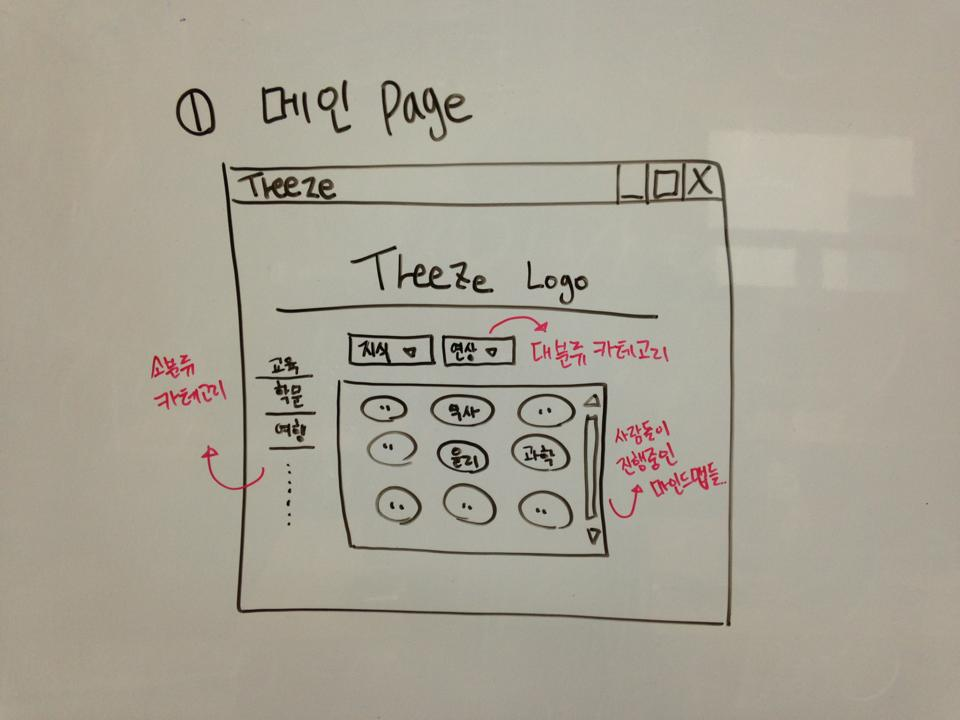 ① 메인 Page
Treeze
Treeze Logo
지식
연상
대분류 카테고리
소분류
카테고리
교육
학문
여행
역사
윤리
과학
사람들이
진행중인
마인드맵들..